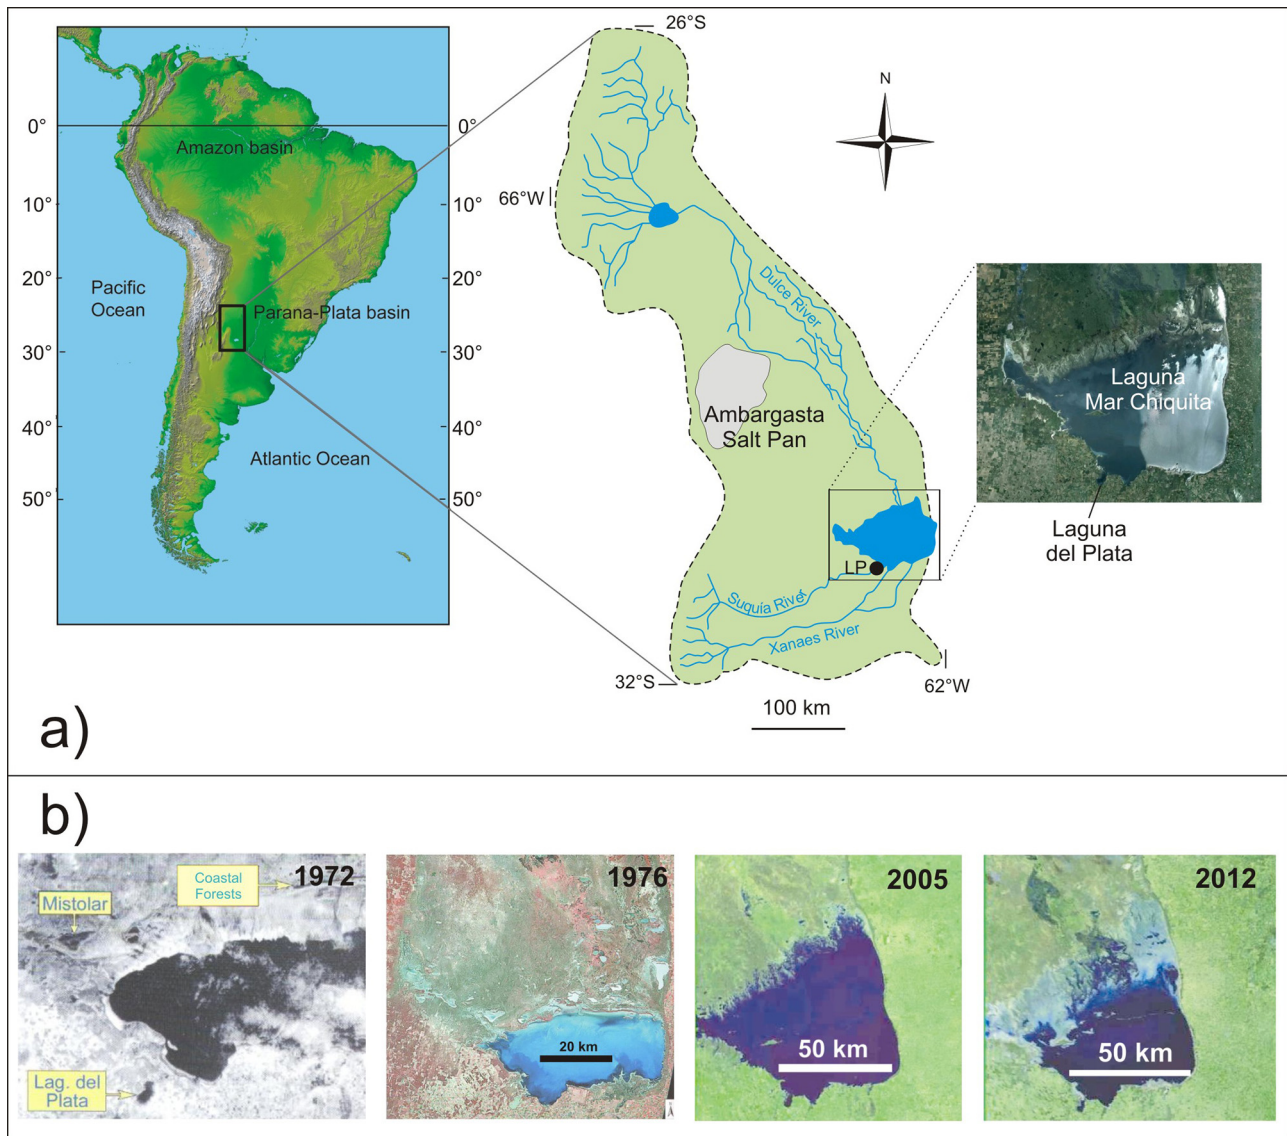 26°S
N
0°
0°
Amazon basin
66°W
10°
10°
20°
20°
Pacific
Ocean
Parana-Plata basin
Dulce River
30°
30°
Laguna
Mar Chiquita
Ambargasta
Salt Pan
40°
40°
Atlantic Ocean
50°
50°
Laguna
del Plata
LP
Suquía River
Xanaes River
32°S
62°W
100 km
a)
b)
1972
Coastal
Forests
Mistolar
Lag. del
Plata
1976
20 km
2005
50 km
2012
50 km